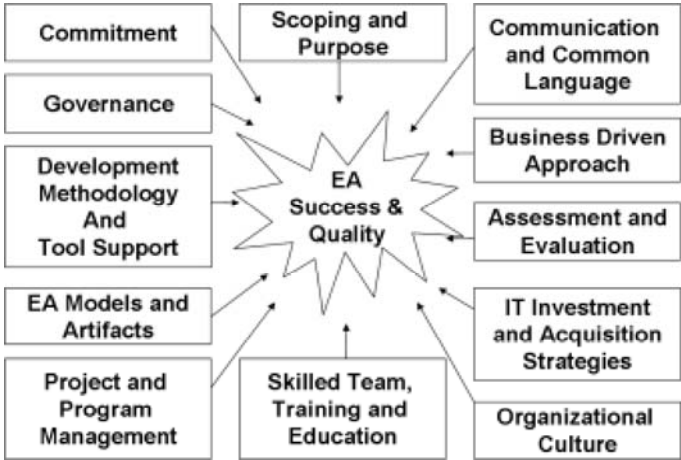 Commitment
Scoping and
Purpose
Communication
and Common
Language
Governance
Business Driven
Approach
Development
Methodology
And
Tool Support
EA
Success &
Quality
Assessment and
Evaluation
EA Models and
Artifacts
IT Investment
and Acquisition
Strategies
Project and
Program
Management
Skilled Team,
Training and
Education
Organizational
Culture